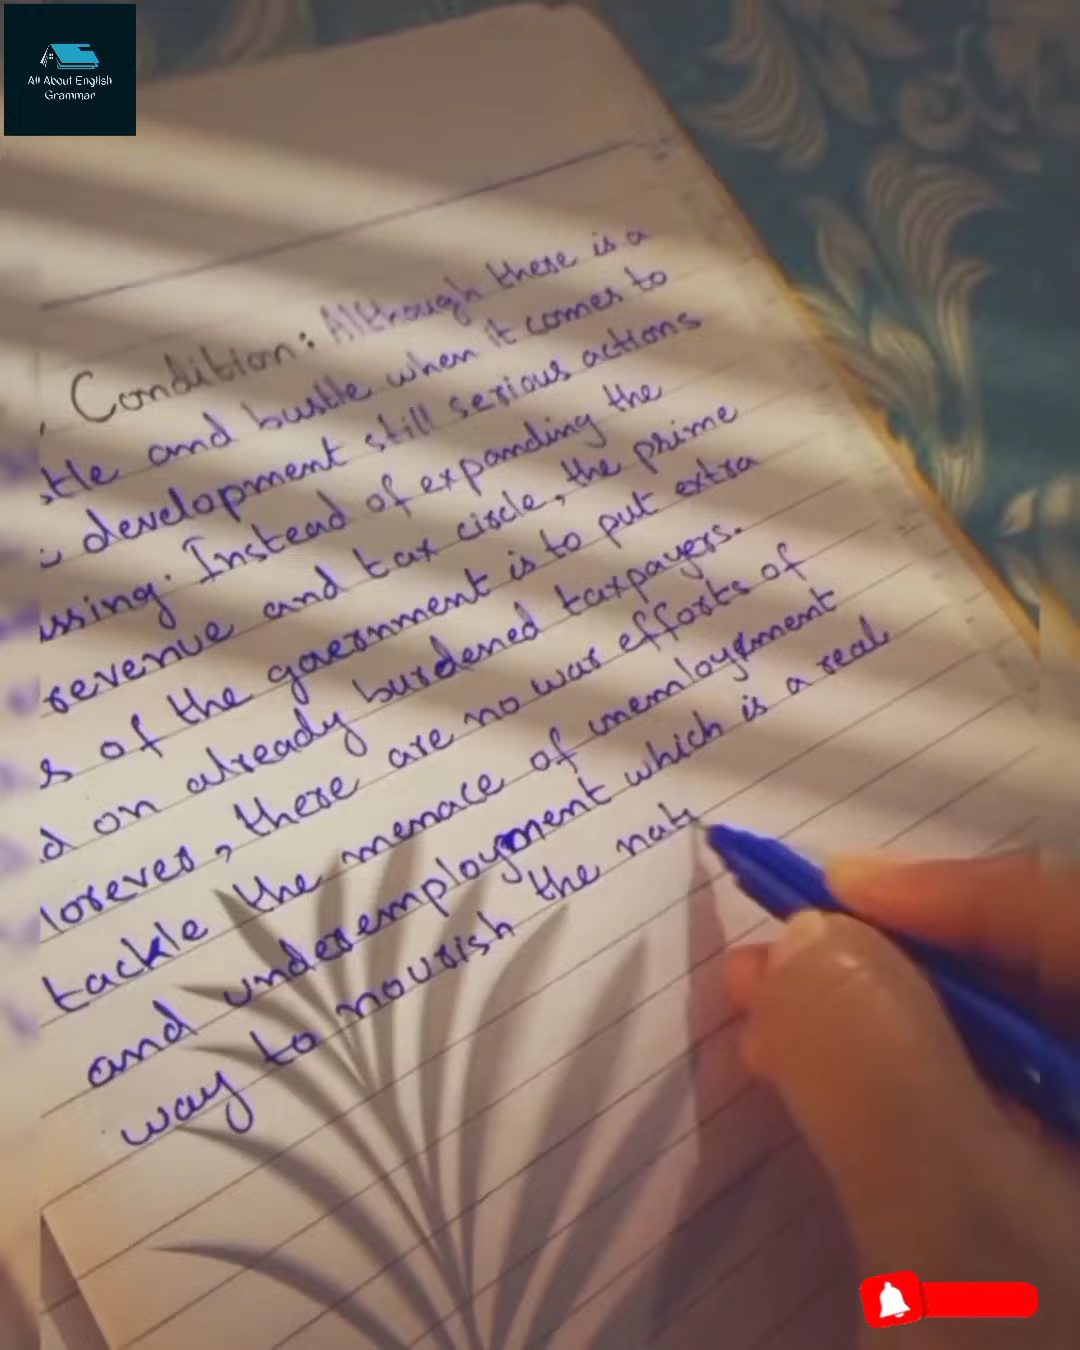 All About English
Grammar
Condition: Although there is a
and bustle when it comes to
development still serious actions
Instead of expanding the
revenue and tax circle, the prime
of the government is to put extra
on already burdened taxpayers.
there are no war efforts of
tackle the menace of unemployment
and underemployment which is a real
way to nourish the nat